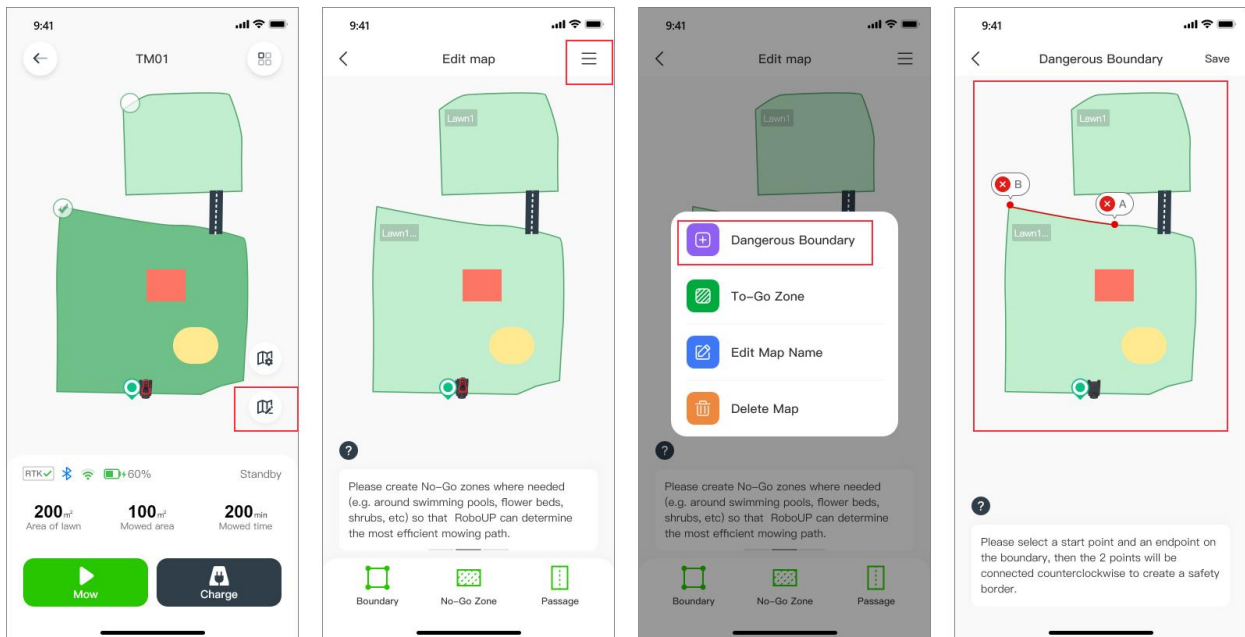 9:41
TM01
RTK
60%
Standby
200 m²
100 m²
200 min
Area of lawn
Mowed area
Mowed time
Mow
Charge
9:41
Edit map
Lawn1
Lawn1...
?
Please create No-Go zones where needed
(e.g. around swimming pools, flower beds,
shrubs, etc) so that RoboUP can determine
the most efficient mowing path.
Boundary
No-Go Zone
Passage
9:41
Edit map
Lawn1
Dangerous Boundary
To-Go Zone
Edit Map Name
Delete Map
?
Please create No-Go zones where needed
(e.g. around swimming pools, flower beds,
shrubs, etc) so that RoboUP can determine
the most efficient mowing path.
Boundary
No-Go Zone
Passage
9:41
Dangerous Boundary
Save
Lawn1
B
A
Lawn1...
?
Please select a start point and an endpoint on
the boundary, then the 2 points will be
connected counterclockwise to create a safety
border.